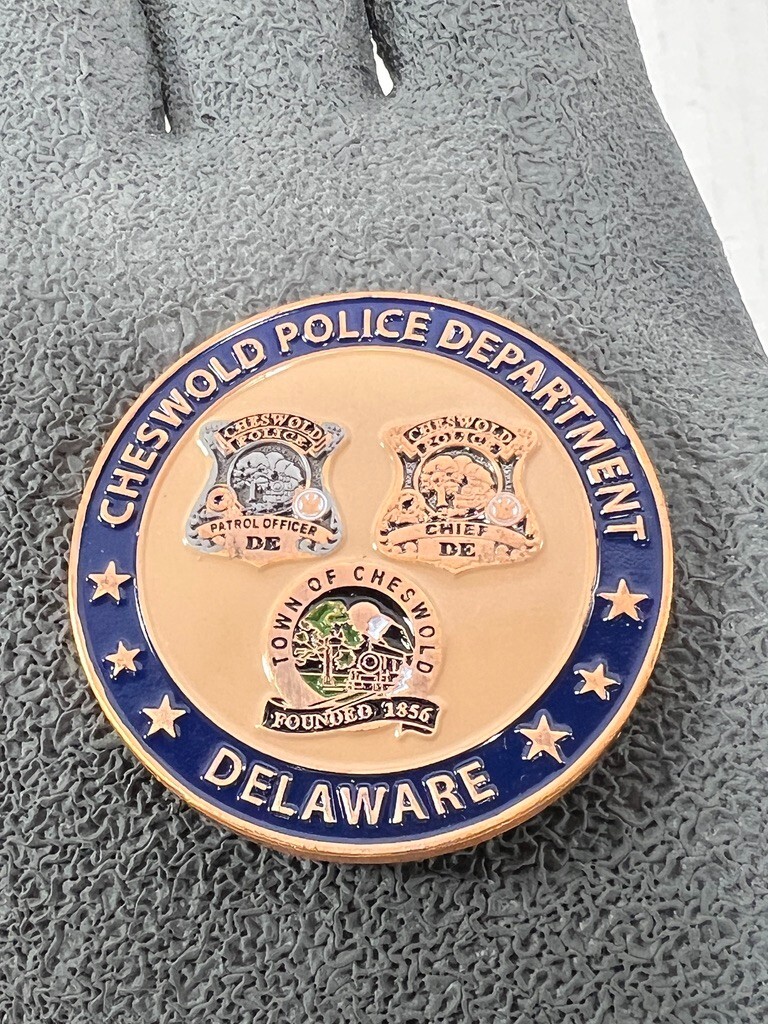 CHESWOLD POLICE DEPARTMENT
CHESWOLD
POLICE
PATROL OFFICER
DE
CHESWOLD
POLICE
CHIEF
DE
TOWN OF CHESWOLD
FOUNDED 1856
DELAWARE